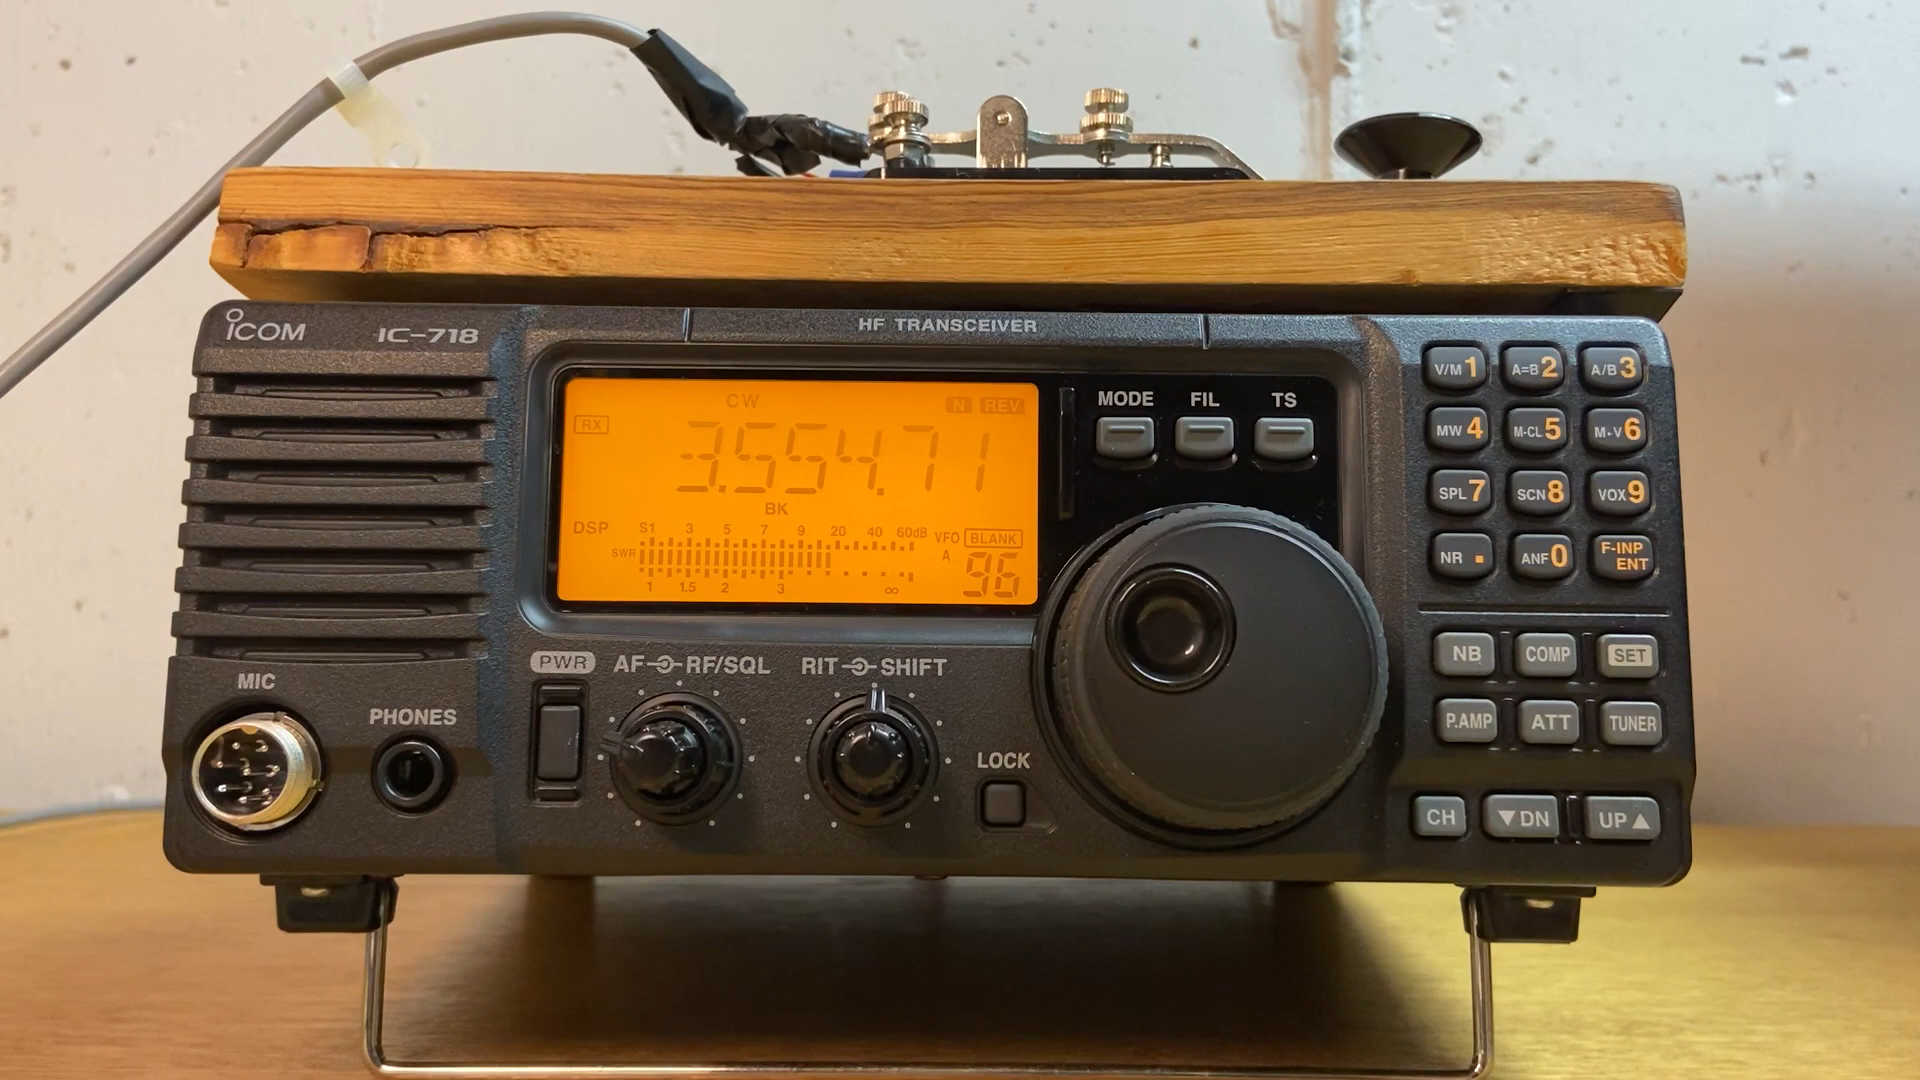 ICOM IC-718 HF TRANSCEIVER
CW N REV
RX
3.554.71
BK
DSP S1 3 5 7 9 20 40 60dB VFO BLANK
SWR A 96
1 1.5 2 3 ∞
MODE FIL TS
V/M 1 A=B 2 A/B 3
MW 4 M-CL 5 M▸V 6
SPL 7 SCN 8 VOX 9
NR . ANF 0 F-INP ENT
NB COMP SET
P.AMP ATT TUNER
CH ▼DN UP▲
PWR AF RF/SQL RIT SHIFT
MIC PHONES
LOCK